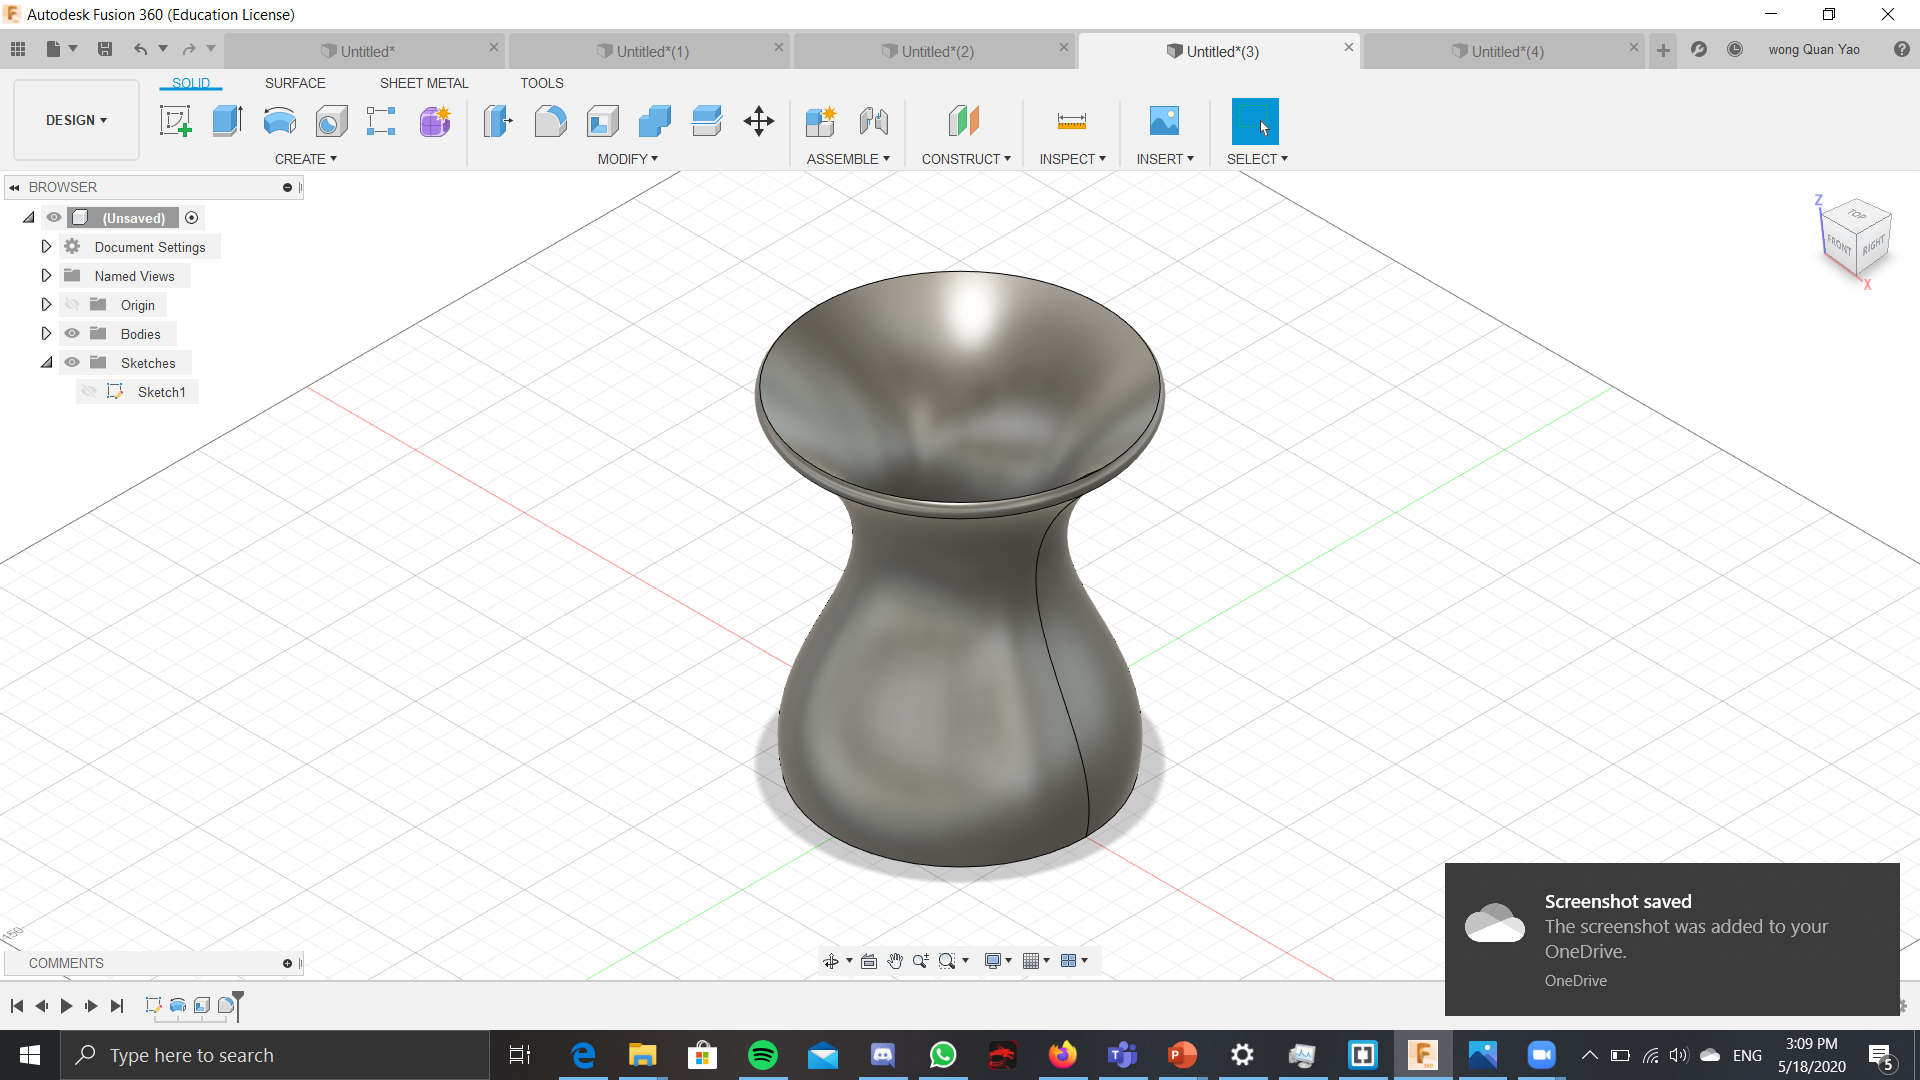 Autodesk Fusion 360 (Education License)
Untitled*
Untitled*(1)
Untitled*(2)
Untitled*(3)
Untitled*(4)
wong Quan Yao
SOLID
SURFACE
SHEET METAL
TOOLS
DESIGN
CREATE
MODIFY
ASSEMBLE
CONSTRUCT
INSPECT
INSERT
SELECT
BROWSER
(Unsaved)
Document Settings
Named Views
Origin
Bodies
Sketches
Sketch1
Z
TOP
FRONT
RIGHT
X
150
COMMENTS
Screenshot saved
The screenshot was added to your
OneDrive.
OneDrive
Type here to search
ENG
3:09 PM
5/18/2020
5